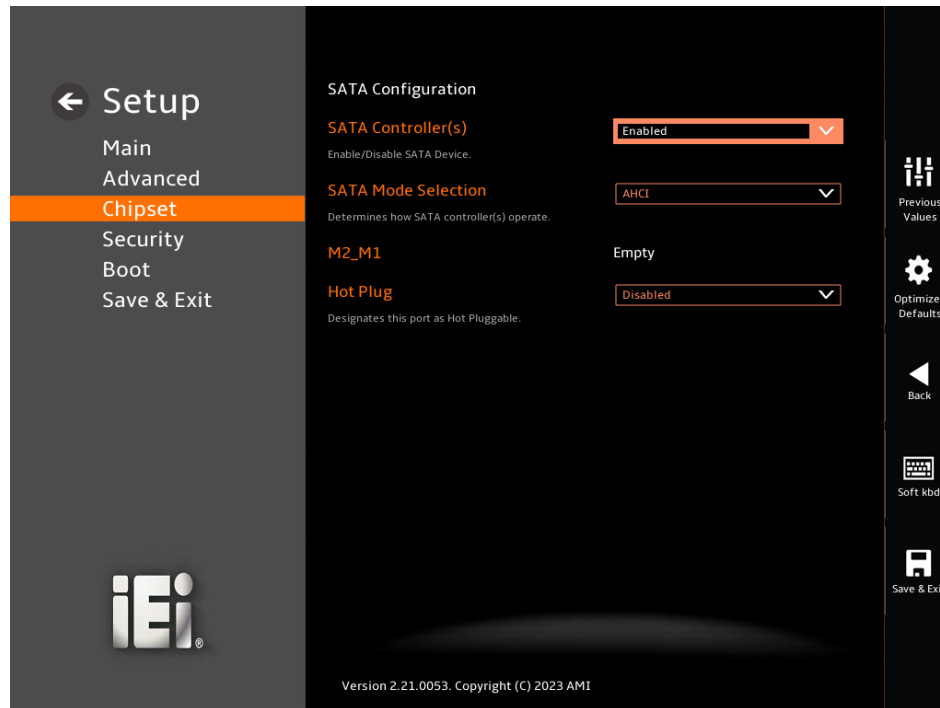 Setup
Main
Advanced
Chipset
Security
Boot
Save & Exit
iEi®
SATA Configuration
SATA Controller(s)
Enabled
Enable/Disable SATA Device.
SATA Mode Selection
AHCI
Determines how SATA controller(s) operate.
M2_M1
Empty
Hot Plug
Disabled
Designates this port as Hot Pluggable.
Version 2.21.0053. Copyright (C) 2023 AMI
Previous
Values
Optimize
Defaults
Back
Soft kbd
Save & Exi